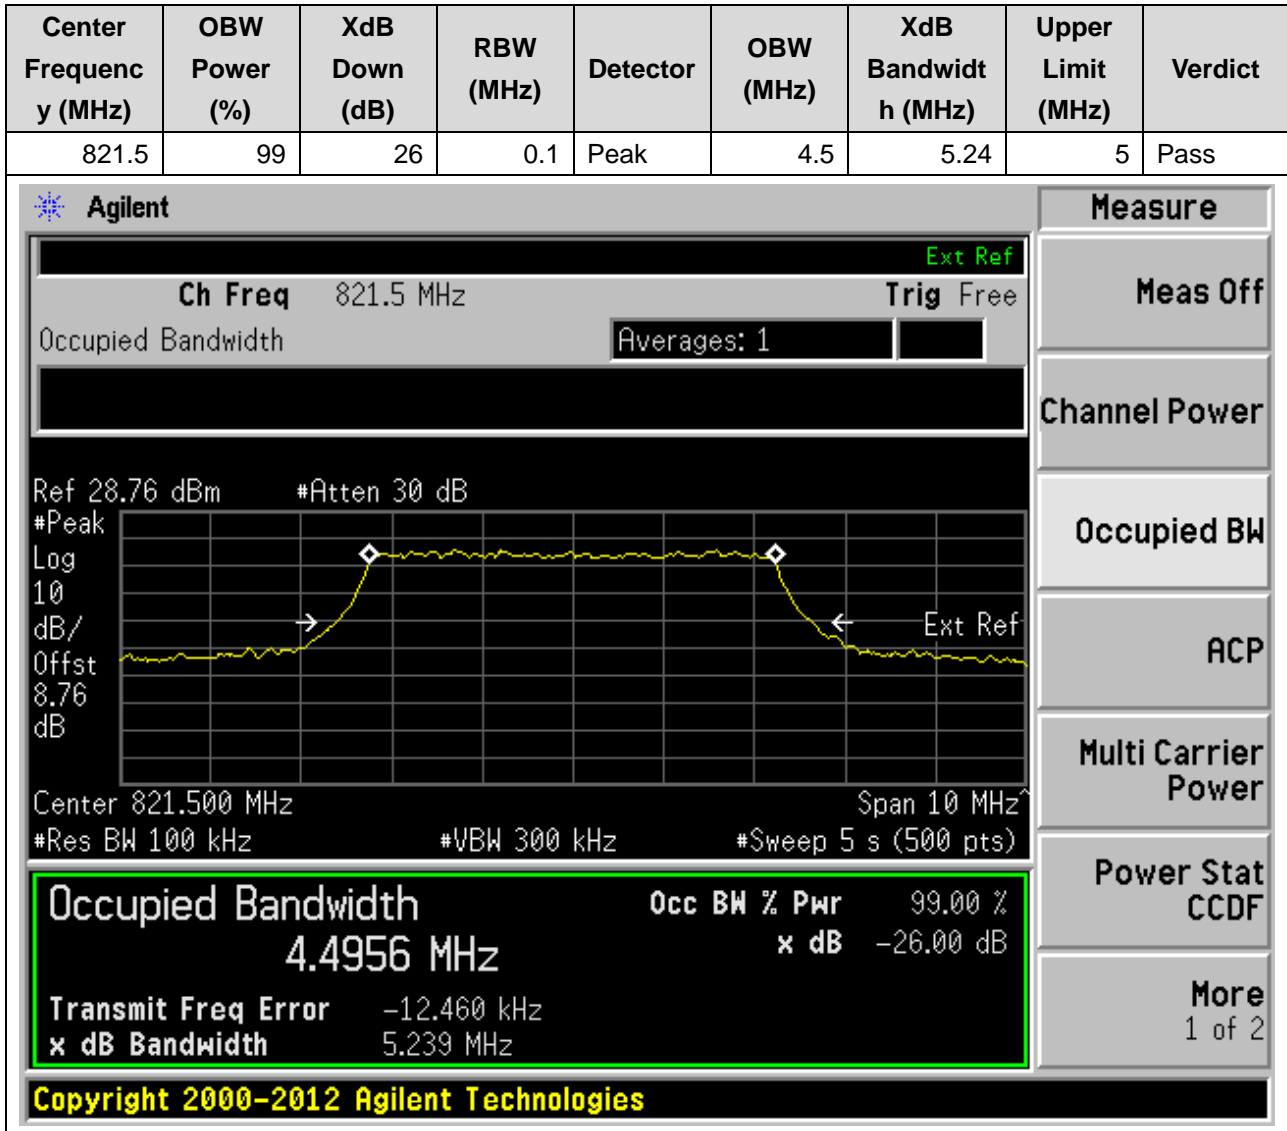 Center Frequenc y (MHz) OBW Power (%) XdB Down (dB) RBW (MHz) Detector OBW (MHz) XdB Bandwidt h (MHz) Upper Limit (MHz) Verdict
821.5 99 26 0.1 Peak 4.5 5.24 5 Pass
Agilent
Measure
Ext Ref
Ch Freq 821.5 MHz Trig Free
Meas Off
Occupied Bandwidth Averages: 1
Channel Power
Ref 28.76 dBm #Atten 30 dB
#Peak
Log
10
dB/
Offst
8.76
dB
Ext Ref
Occupied BW
ACP
Center 821.500 MHz Span 10 MHz^
#Res BW 100 kHz #VBW 300 kHz #Sweep 5 s (500 pts)
Multi Carrier
Power
Occupied Bandwidth Occ BW % Pwr 99.00 %
4.4956 MHz x dB -26.00 dB
Transmit Freq Error -12.460 kHz
x dB Bandwidth 5.239 MHz
Power Stat
CCDF
More
1 of 2
Copyright 2000-2012 Agilent Technologies